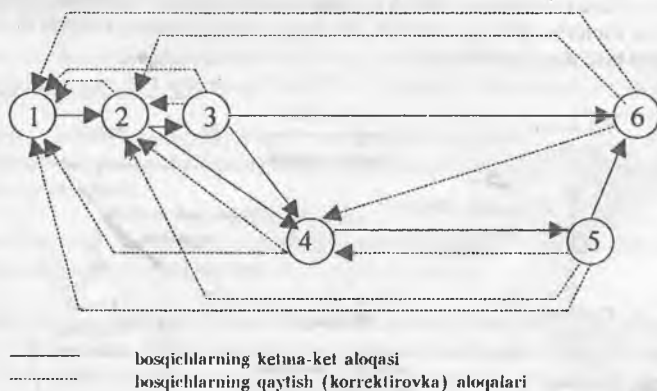 1 2 3 6
4 5
bosqichlarning ketma-ket aloqasi
bosqichlarning qaytish (korrektirovka) aloqalari